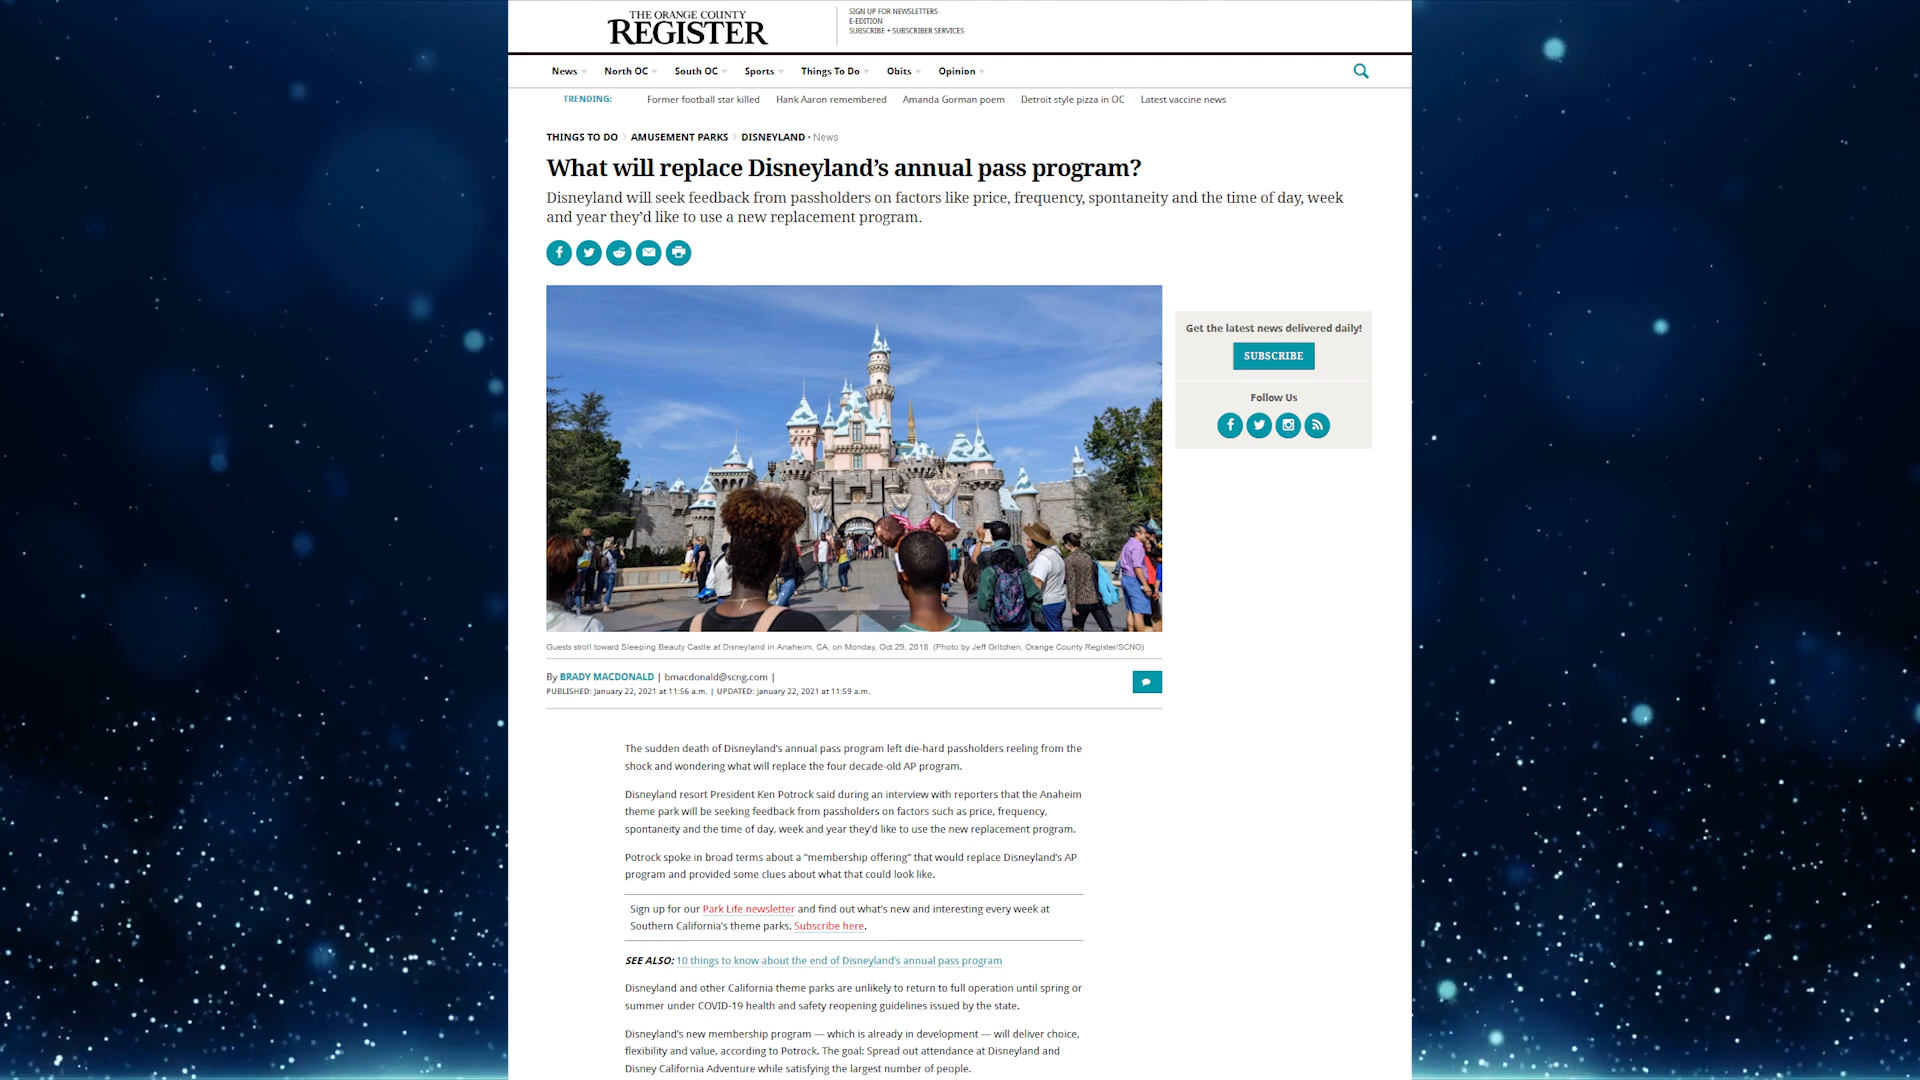 THE ORANGE COUNTY
REGISTER
SIGN UP FOR NEWSLETTERS
E-EDITION
SUBSCRIBE + SUBSCRIBER SERVICES
News North OC South OC Sports Things To Do Obits Opinion
TRENDING: Former football star killed Hank Aaron remembered Amanda Gorman poem Detroit style pizza in OC Latest vaccine news
THINGS TO DO > AMUSEMENT PARKS > DISNEYLAND • News
What will replace Disneyland’s annual pass program?
Disneyland will seek feedback from passholders on factors like price, frequency, spontaneity and the time of day, week
and year they’d like to use a new replacement program.
Get the latest news delivered daily!
SUBSCRIBE
Follow Us
Guests stroll toward Sleeping Beauty Castle at Disneyland in Anaheim, CA, on Monday, Oct 29, 2018. (Photo by Jeff Gritchen, Orange County Register/SCNG)
By BRADY MACDONALD | bmacdonald@scng.com |
PUBLISHED: January 22, 2021 at 11:56 a.m. | UPDATED: January 22, 2021 at 11:59 a.m.
The sudden death of Disneyland’s annual pass program left die-hard passholders reeling from the
shock and wondering what will replace the four decade-old AP program.
Disneyland resort President Ken Potrock said during an interview with reporters that the Anaheim
theme park will be seeking feedback from passholders on factors such as price, frequency,
spontaneity and the time of day, week and year they’d like to use the new replacement program.
Potrock spoke in broad terms about a “membership offering” that would replace Disneyland’s AP
program and provided some clues about what that could look like.
Sign up for our Park Life newsletter and find out what’s new and interesting every week at
Southern California’s theme parks. Subscribe here.
SEE ALSO: 10 things to know about the end of Disneyland’s annual pass program
Disneyland and other California theme parks are unlikely to return to full operation until spring or
summer under COVID-19 health and safety reopening guidelines issued by the state.
Disneyland’s new membership program — which is already in development — will deliver choice,
flexibility and value, according to Potrock. The goal: Spread out attendance at Disneyland and
Disney California Adventure while satisfying the largest number of people.